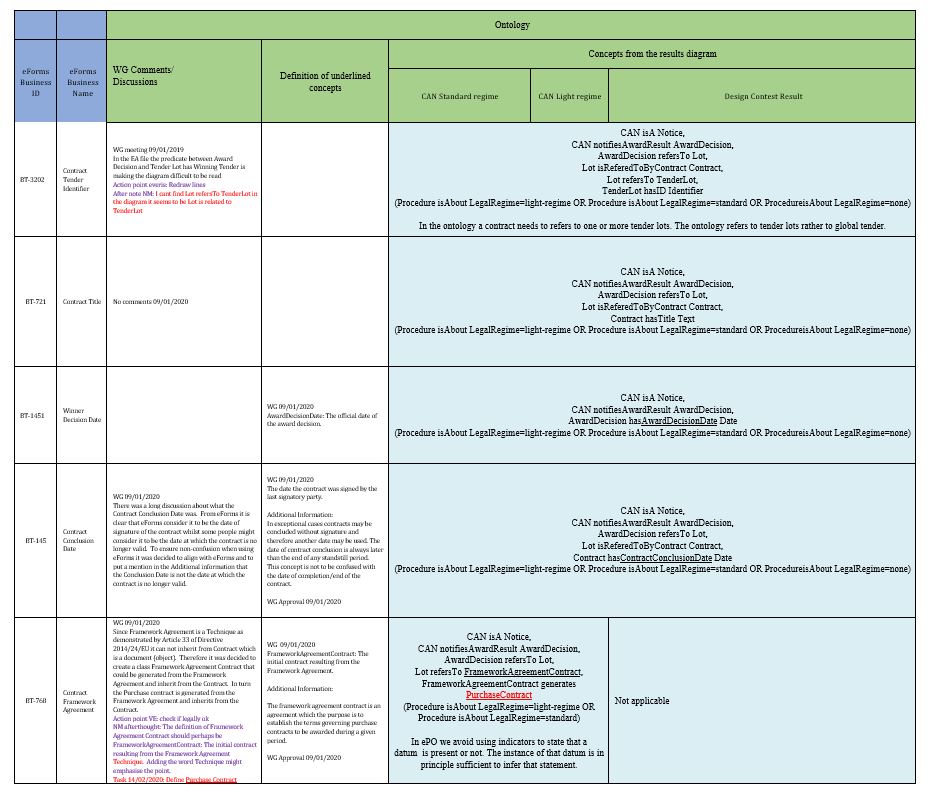 Ontology
eForms
Business
ID
eForms
Business
Name
WG Comments/
Discussions
Definition of underlined
concepts
Concepts from the results diagram
CAN Standard regime
CAN Light regime
Design Contest Result
BT-3202
Contract
Tender
Identifier
WG meeting 09/01/2019
In the EA file the predicate between Award
Decision and Tender Lot has Winning Tender is
making the diagram difficult to read
Action point everis: Redraw lines
After note NM: I cant find Lot refersTo TenderLot in
the diagram it seems to be Lot is related to
TenderLot
CAN isA Notice,
CAN notifiesAwardResult AwardDecision,
AwardDecision refersTo Lot,
Lot isReferedToByContract Contract,
Lot refersTo TenderLot,
TenderLot hasID Identifier
(Procedure isAbout LegalRegime=light-regime OR Procedure isAbout LegalRegime=standard OR ProcedureisAbout LegalRegime=none)
In the ontology a contract needs to refers to one or more tender lots. The ontology refers to tender lots rather to global tender.
BT-721
Contract Title
No comments 09/01/2020
CAN isA Notice,
CAN notifiesAwardResult AwardDecision,
AwardDecision refersTo Lot,
Lot isReferedToByContract Contract,
Contract hasTitle Text
(Procedure isAbout LegalRegime=light-regime OR Procedure isAbout LegalRegime=standard OR ProcedureisAbout LegalRegime=none)
BT-1451
Winner
Decision Date
WG 09/01/2020
AwardDecisionDate: The official date of
the award decision.
CAN isA Notice,
CAN notifiesAwardResult AwardDecision,
AwardDecision hasAwardDecisionDate Date
(Procedure isAbout LegalRegime=light-regime OR Procedure isAbout LegalRegime=standard OR ProcedureisAbout LegalRegime=none)
BT-145
Contract
Conclusion
Date
WG 09/01/2020
There was a long discussion about what the
Contract Conclusion Date was. From eForms it is
clear that eForms consider it to be the date of
signature of the contract whilst some people might
consider it to be the date at which the contract is no
longer valid. To ensure non-confusion when using
eForms it was decided to align with eForms and to
put a mention in the Additional information that
the Conclusion Date is not the date at which the
contract is no longer valid.
WG 09/01/2020
The date the contract was signed by the
last signatory party.
Additional Information:
In exceptional cases contracts may be
concluded without signature and
therefore another date may be used. The
date of contract conclusion is always later
than the end of any standstill period.
This concept is not to be confused with
the date of completion/end of the
contract.
WG Approval 09/01/2020
CAN isA Notice,
CAN notifiesAwardResult AwardDecision,
AwardDecision refersTo Lot,
Lot isReferedToByContract Contract,
Contract hasContractConclusionDate Date
(Procedure isAbout LegalRegime=light-regime OR Procedure isAbout LegalRegime=standard OR ProcedureisAbout LegalRegime=none)
BT-768
Contract
Framework
Agreement
WG 09/01/2020
Since Framework Agreement is a Technique as
demonstrated by Article 33 of Directive
2014/24/EU it can not inherit from Contract which
is a document (object). Therefore it was decided to
create a class Framework Agreement Contract that
could be generated from the Framework
Agreement and inherit from the Contract. In turn
the Purchase contract is generated from the
Framework Agreement and inherits from the
Contract.
Action point VE: check if legally ok
NM afterthought: The definition of Framework
Agreement Contract should perhaps be
FrameworkAgreementContract: The initial contract
resulting from the Framework Agreement
Technique. Adding the word Technique might
emphasise the point.
Task 14/02/2020: Define Purchase Contract
WG 09/01/2020
FrameworkAgreementContract: The
initial contract resulting from the
Framework Agreement.
Additional Information:
The framework agreement contract is an
agreement which the purpose is to
establish the terms governing purchase
contracts to be awarded during a given
period.
WG Approval 09/01/2020
CAN isA Notice,
CAN notifiesAwardResult AwardDecision,
AwardDecision refersTo Lot,
Lot refersTo FrameworkAgreementContract,
FrameworkAgreementContract generates
PurchaseContract
(Procedure isAbout LegalRegime=light-regime OR
Procedure isAbout LegalRegime=standard)
In ePO we avoid using indicators to state that a
datum is present or not. The instance of that datum is in
principle sufficient to infer that statement.
Not applicable